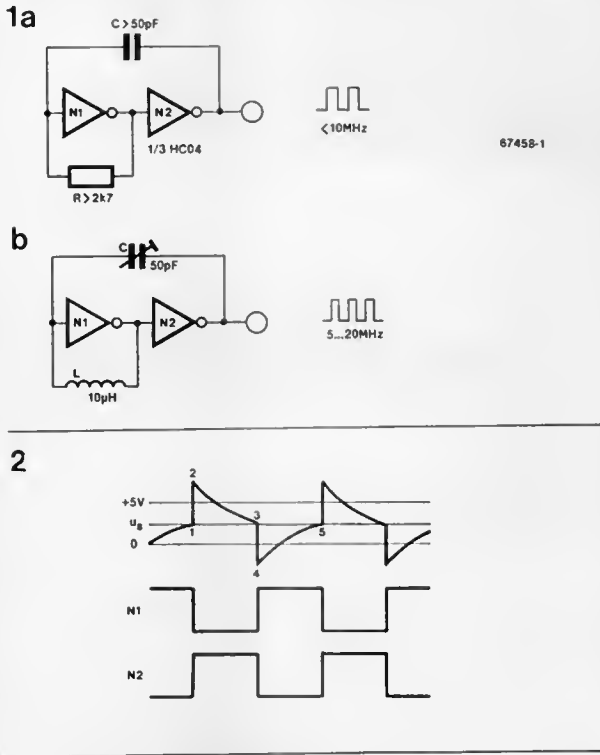 1a
C > 50pF
N1
N2
1/3 HC04
R > 2k7
<10MHz
67458-1
b
C
50pF
N1
N2
L
10µH
5...20MHz
2
2
+5V
3
u₈
1
5
0
4
N1
N2